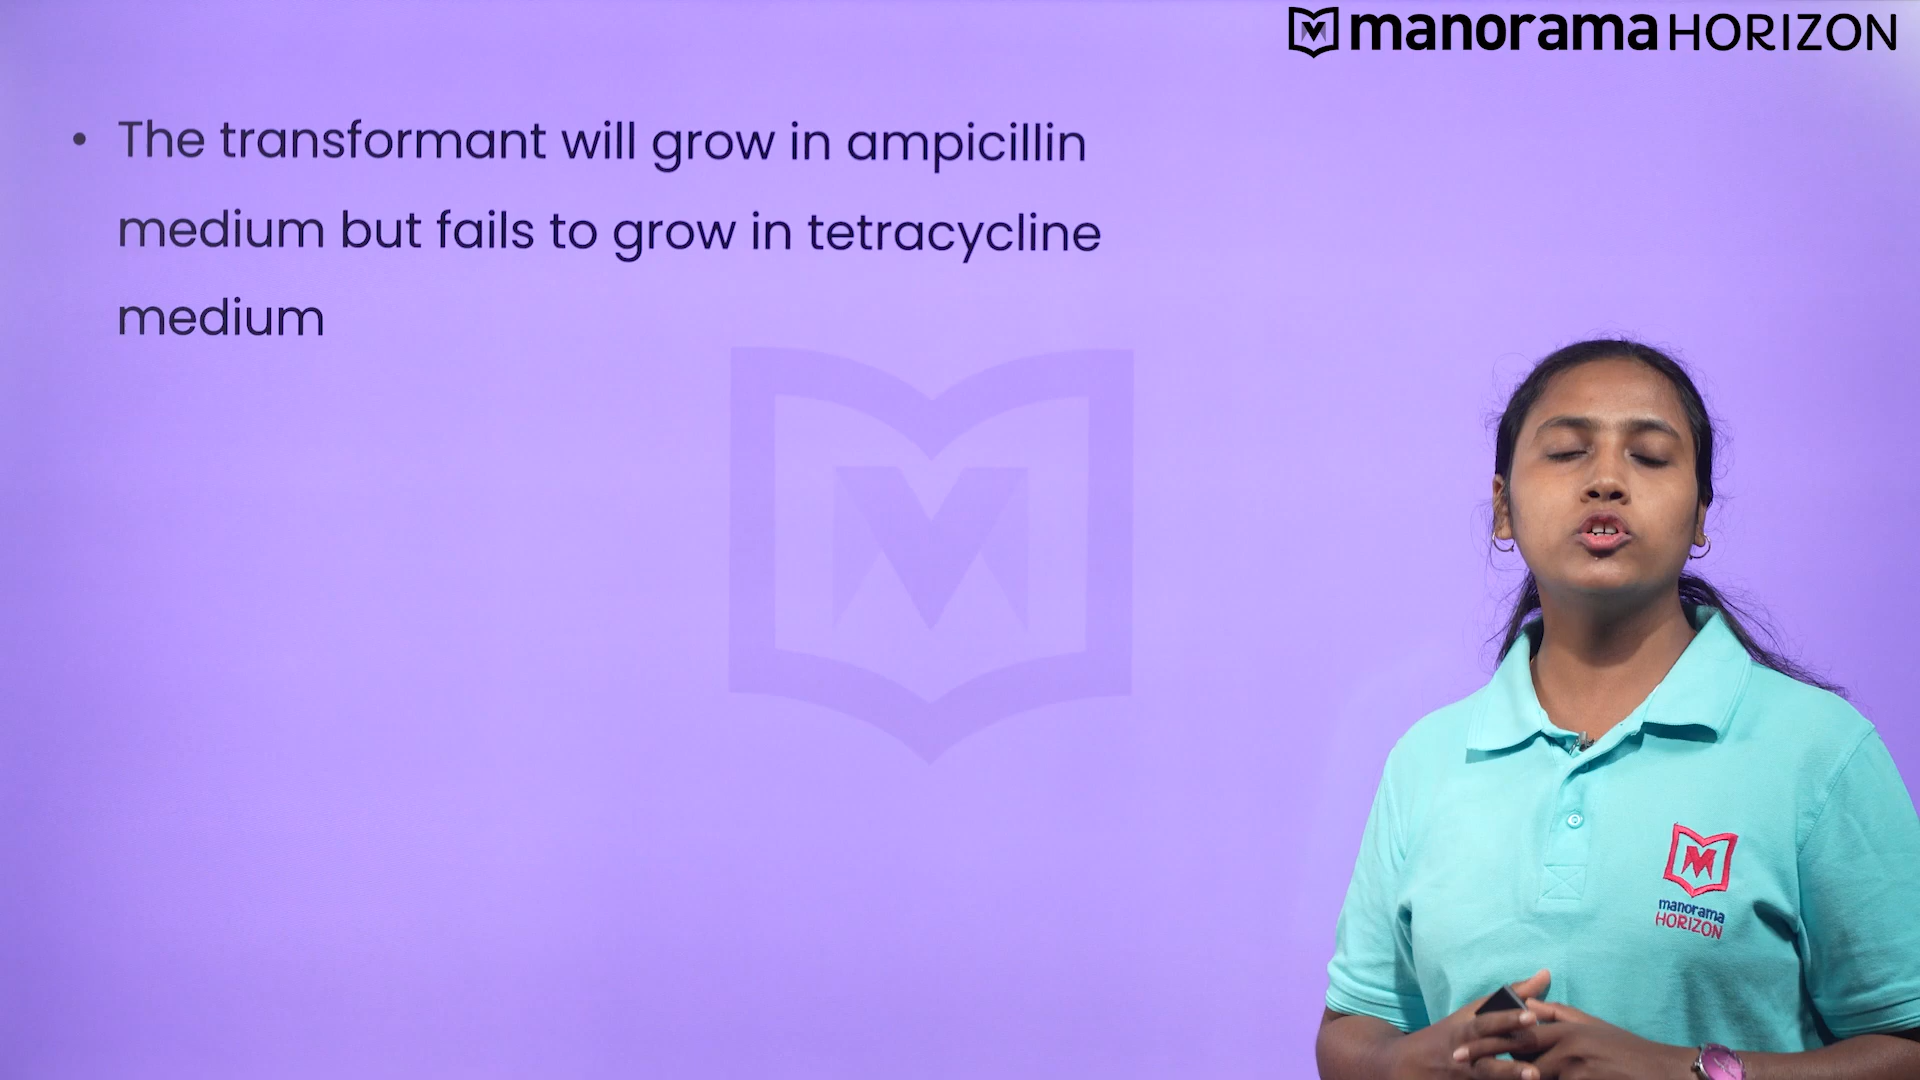 manorama HORIZON
• The transformant will grow in ampicillin
medium but fails to grow in tetracycline
medium
manorama
HORIZON